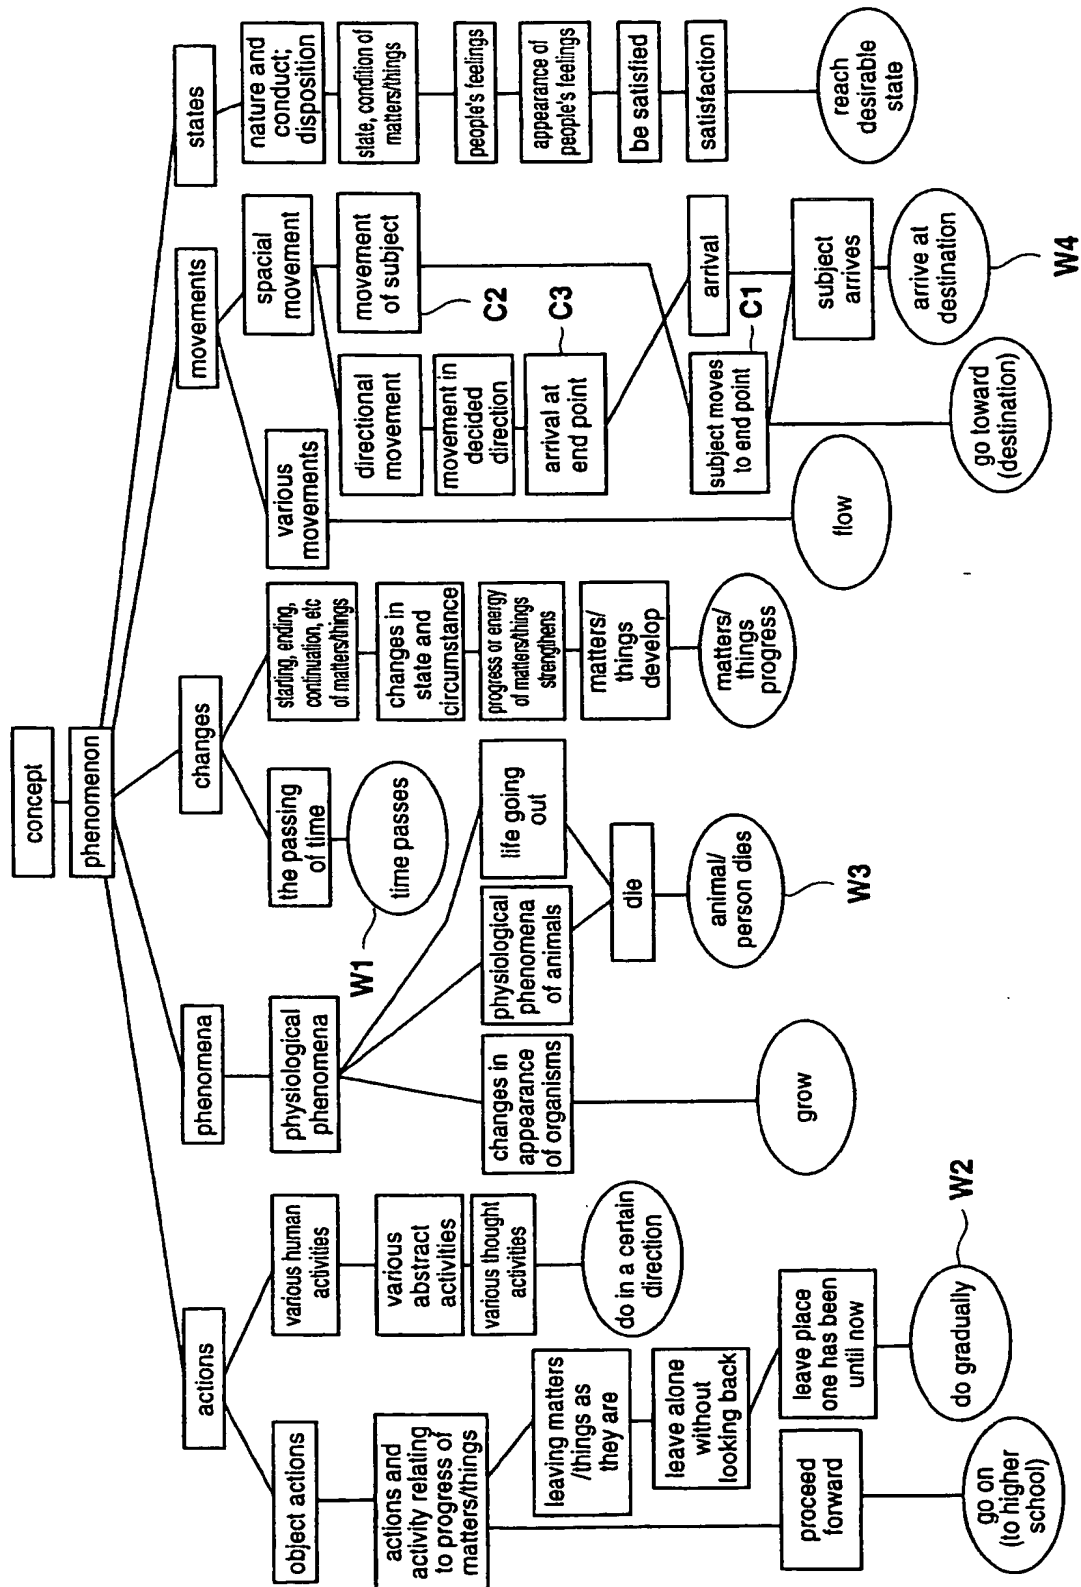 concept
phenomenon
actions
phenomena
changes
movements
states
object actions
various human
activities
physiological
phenomena
the passing
of time
starting, ending,
continuation, etc
of matters/things
various
movements
spacial
movement
nature and
conduct;
disposition
actions and
activity relating
to progress of
matters/things
various
abstract
activities
time passes
W1
changes in
state and
circumstance
directional
movement
movement
of subject
C2
state, condition of
matters/things
various thought
activities
changes in
appearance
of organisms
physiological
phenomena
of animals
life going
out
progress or energy
of matters/things
strengthens
movement in
decided
direction
people's feelings
leaving matters
/things as
they are
do in a certain
direction
matters/
things
develop
arrival at
end point
C3
appearance of
people's feelings
be satisfied
leave alone
without
looking back
die
matters/
things
progress
subject moves
to end point
C1
arrival
satisfaction
proceed
forward
leave place
one has been
until now
grow
animal/
person dies
W3
flow
subject
arrives
reach
desirable
state
go on
(to higher
school)
do gradually
W2
go toward
(destination)
arrive at
destination
W4